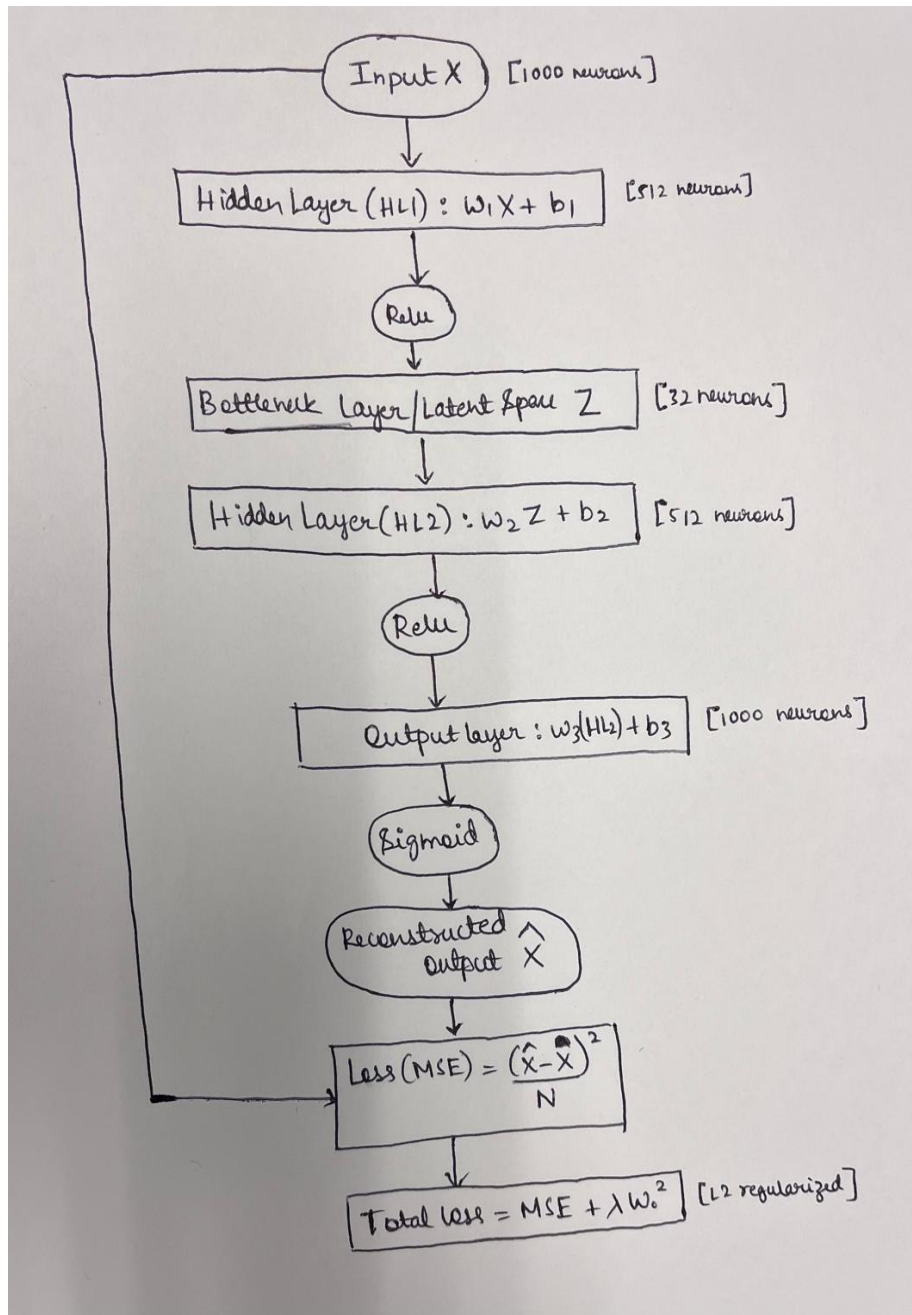 Input X [1000 neurons]
Hidden Layer (HL1) : w₁X + b₁ [512 neurons]
Relu
Bottleneck Layer/Latent Space Z [32 neurons]
Hidden Layer (HL2) : w₂Z + b₂ [512 neurons]
Relu
Output layer : w₃(HL2) + b₃ [1000 neurons]
Sigmoid
Reconstructed
output X̂
Loss (MSE) = (X̂-X)²
N
Total loss = MSE + λw.² [L2 regularized]